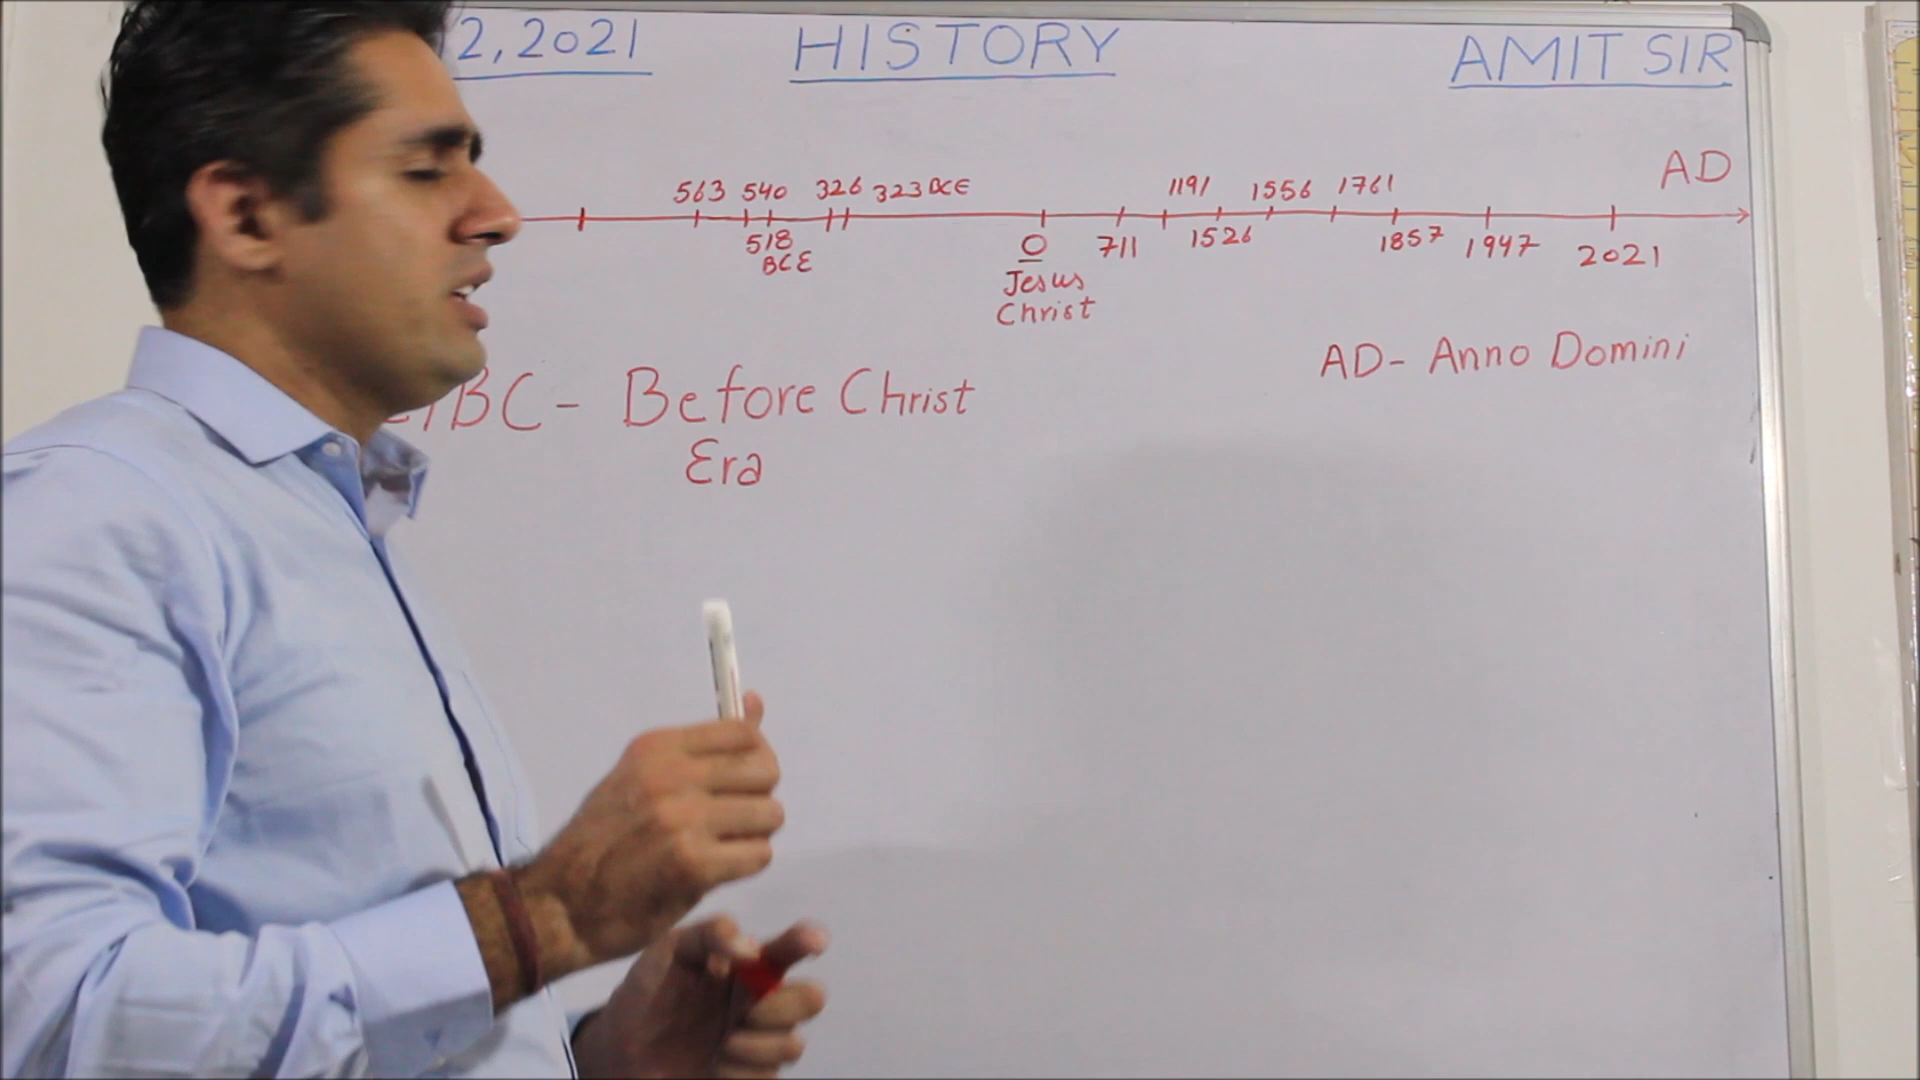 12, 2021 HISTORY AMIT SIR
AD
563 540 326 323 BCE 1191 1556 1761
518 0 711 1526 1857 1947 2021
BCE
Jesus
Christ
AD- Anno Domini
/BC- Before Christ
Era